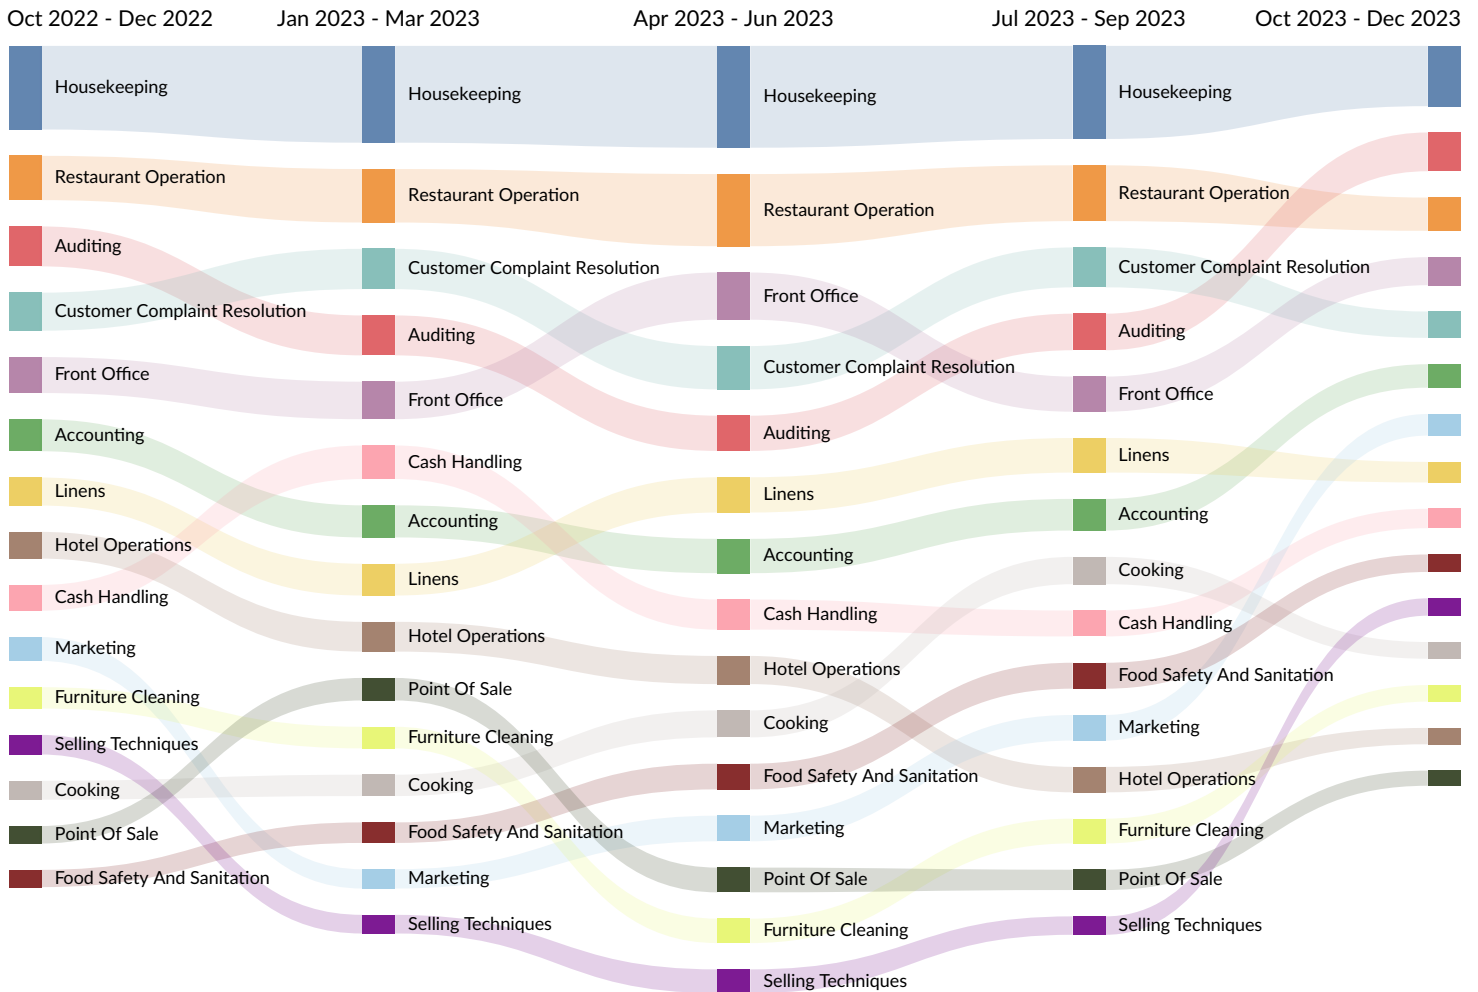 Oct 2022 - Dec 2022
Jan 2023 - Mar 2023
Apr 2023 - Jun 2023
Jul 2023 - Sep 2023
Oct 2023 - Dec 2023
Housekeeping
Restaurant Operation
Auditing
Customer Complaint Resolution
Front Office
Accounting
Linens
Hotel Operations
Cash Handling
Marketing
Furniture Cleaning
Selling Techniques
Cooking
Point Of Sale
Food Safety And Sanitation
Housekeeping
Restaurant Operation
Customer Complaint Resolution
Auditing
Front Office
Cash Handling
Accounting
Linens
Hotel Operations
Point Of Sale
Furniture Cleaning
Cooking
Food Safety And Sanitation
Marketing
Selling Techniques
Housekeeping
Restaurant Operation
Front Office
Customer Complaint Resolution
Auditing
Linens
Accounting
Cash Handling
Hotel Operations
Cooking
Food Safety And Sanitation
Marketing
Point Of Sale
Furniture Cleaning
Selling Techniques
Housekeeping
Restaurant Operation
Customer Complaint Resolution
Auditing
Front Office
Linens
Accounting
Cooking
Cash Handling
Food Safety And Sanitation
Marketing
Hotel Operations
Furniture Cleaning
Point Of Sale
Selling Techniques